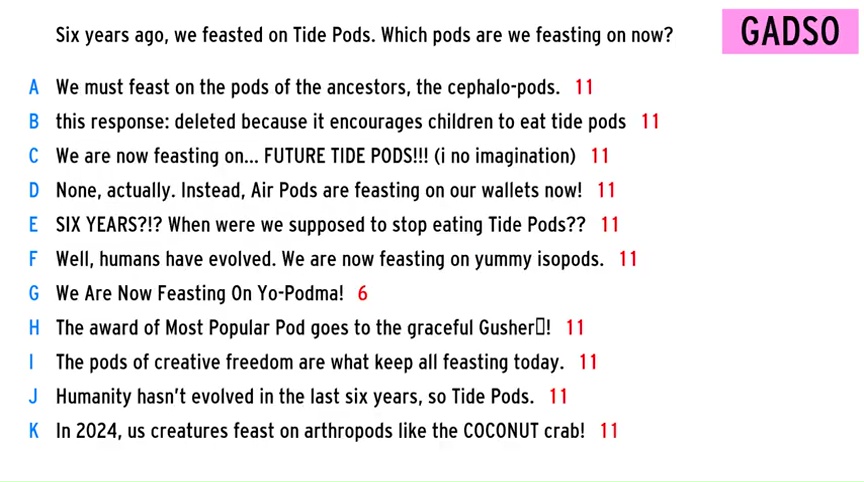 Six years ago, we feasted on Tide Pods. Which pods are we feasting on now?
GADSO
A We must feast on the pods of the ancestors, the cephalo-pods. 11
B this response: deleted because it encourages children to eat tide pods 11
C We are now feasting on... FUTURE TIDE PODS!!! (i no imagination) 11
D None, actually. Instead, Air Pods are feasting on our wallets now! 11
E SIX YEARS?!? When were we supposed to stop eating Tide Pods?? 11
F Well, humans have evolved. We are now feasting on yummy isopods. 11
G We Are Now Feasting On Yo-Podma! 6
H The award of Most Popular Pod goes to the graceful Gusher▯! 11
I The pods of creative freedom are what keep all feasting today. 11
J Humanity hasn't evolved in the last six years, so Tide Pods. 11
K In 2024, us creatures feast on arthropods like the COCONUT crab! 11